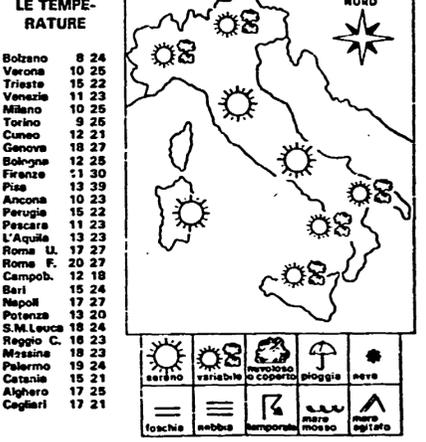 LE TEMPE-
RATURE
Bolzano 8 24
Verona 10 25
Trieste 15 22
Venezia 11 23
Milano 10 25
Torino 9 25
Cuneo 12 21
Genova 18 27
Bologna 12 25
Firenze 11 30
Pisa 13 39
Ancona 10 23
Perugia 15 22
Pescara 11 23
L'Aquila 13 23
Roma U. 17 27
Roma F. 20 27
Campob. 12 18
Bari 15 24
Napoli 17 27
Potenza 13 20
S.M.Leuca 18 24
Reggio C. 16 23
Messina 18 23
Palermo 19 24
Catania 15 21
Alghero 17 25
Cagliari 17 21
NORD
sereno
variabile
nuvoloso
o coperto
pioggia
neve
foschia
nebbia
temporale
mare
mosso
mare
agitato